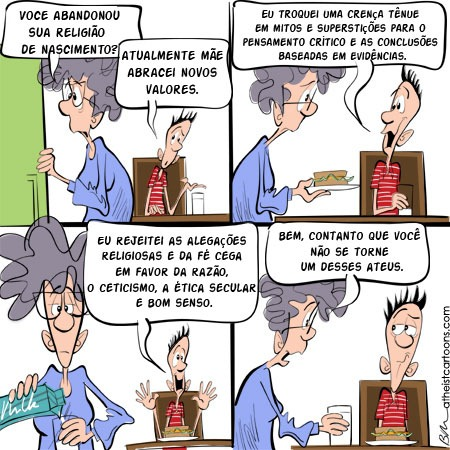 VOCE ABANDONOU
SUA RELIGIÃO
DE NASCIMENTO?
ATUALMENTE MÃE
ABRACEI NOVOS
VALORES.
EU TROQUEI UMA CRENÇA TÊNUE
EM MITOS E SUPERSTIÇÕES PARA O
PENSAMENTO CRÍTICO E AS CONCLUSÕES
BASEADAS EM EVIDÊNCIAS.
EU REJEITEI AS ALEGAÇÕES
RELIGIOSAS E DA FÈ CEGA
EM FAVOR DA RAZÃO,
O CETICISMO, A ÉTICA SECULAR
E BOM SENSO.
Milk
BEM, CONTANTO QUE VOCÊ
NÃO SE TORNE
UM DESSES ATEUS.
atheistcartoons.com